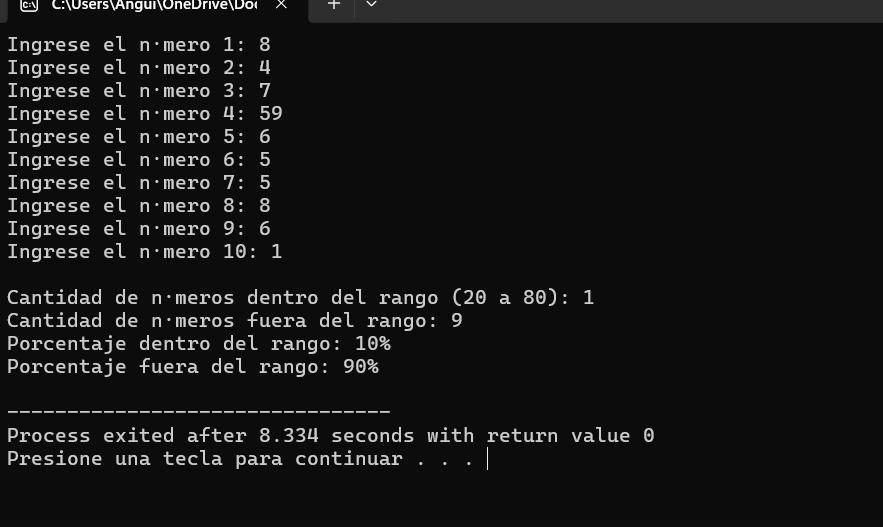 C:\Users\Angui\OneDrive\Doc
Ingrese el n·mero 1: 8
Ingrese el n·mero 2: 4
Ingrese el n·mero 3: 7
Ingrese el n·mero 4: 59
Ingrese el n·mero 5: 6
Ingrese el n·mero 6: 5
Ingrese el n·mero 7: 5
Ingrese el n·mero 8: 8
Ingrese el n·mero 9: 6
Ingrese el n·mero 10: 1
Cantidad de n·meros dentro del rango (20 a 80): 1
Cantidad de n·meros fuera del rango: 9
Porcentaje dentro del rango: 10%
Porcentaje fuera del rango: 90%
--------------------------------
Process exited after 8.334 seconds with return value 0
Presione una tecla para continuar . . .